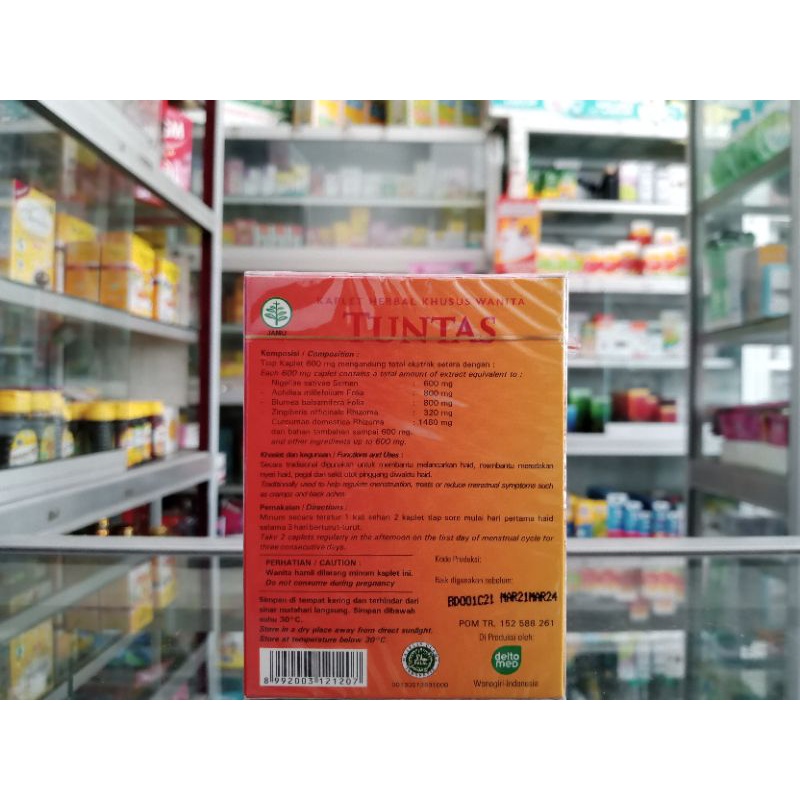 KAPLET HERBAL KHUSUS WANITA
TUNTAS
JAMU
Komposisi / Composition :
Tiap Kaplet 600 mg mengandung total ekstrak setara dengan :
Each 600 mg caplet contains a total amount of extract equivalent to :
- Nigellae sativae Semen 600 mg
- Achillea millefolium Folia : 800 mg
- Blumea balsamifera Folia : 800 mg
- Zingiberis officinale Rhizoma : 320 mg
- Curcumae domestica Rhizoma : 1480 mg
dan bahan tambahan sampai 600 mg.
and other ingredients up to 600 mg.
Khasiat dan kegunaan / Functions and Uses :
Secara tradisional digunakan untuk membantu melancarkan haid, membantu meredakan
nyeri haid, pegal dan sakit otot pinggang diwaktu haid.
Traditionally used to help regulate menstruation, treats or reduce menstrual symptoms such
as cramps and back aches.
Pemakaian / Directions :
Minum secara teratur 1 kali sehari 2 kaplet tiap sore mulai hari pertama haid
selama 3 hari berturut-turut.
Take 2 caplets regularly in the afternoon on the first day of menstrual cycle for
three consecutive days.
PERHATIAN / CAUTION :
Wanita hamil dilarang minum kaplet ini.
Do not consume during pregnancy
Simpan di tempat kering dan terhindar dari
sinar matahari langsung. Simpan dibawah
suhu 30°C.
Store in a dry place away from direct sunlight.
Store at temperature below 30°C.
8 992003 121207
Kode Produksi:
Baik digunakan sebelum:
BD001C21 MAR21MAR24
POM TR. 152 588 261
Di Produksi oleh:
delto
med
Wonogiri-Indonesia